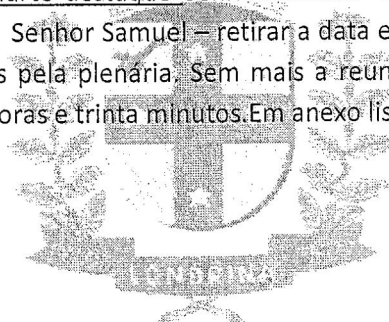 Senhor Samuel – retirar a data e
s pela plenária. Sem mais a reun
oras e trinta minutos.Em anexo lis
LONDRINA